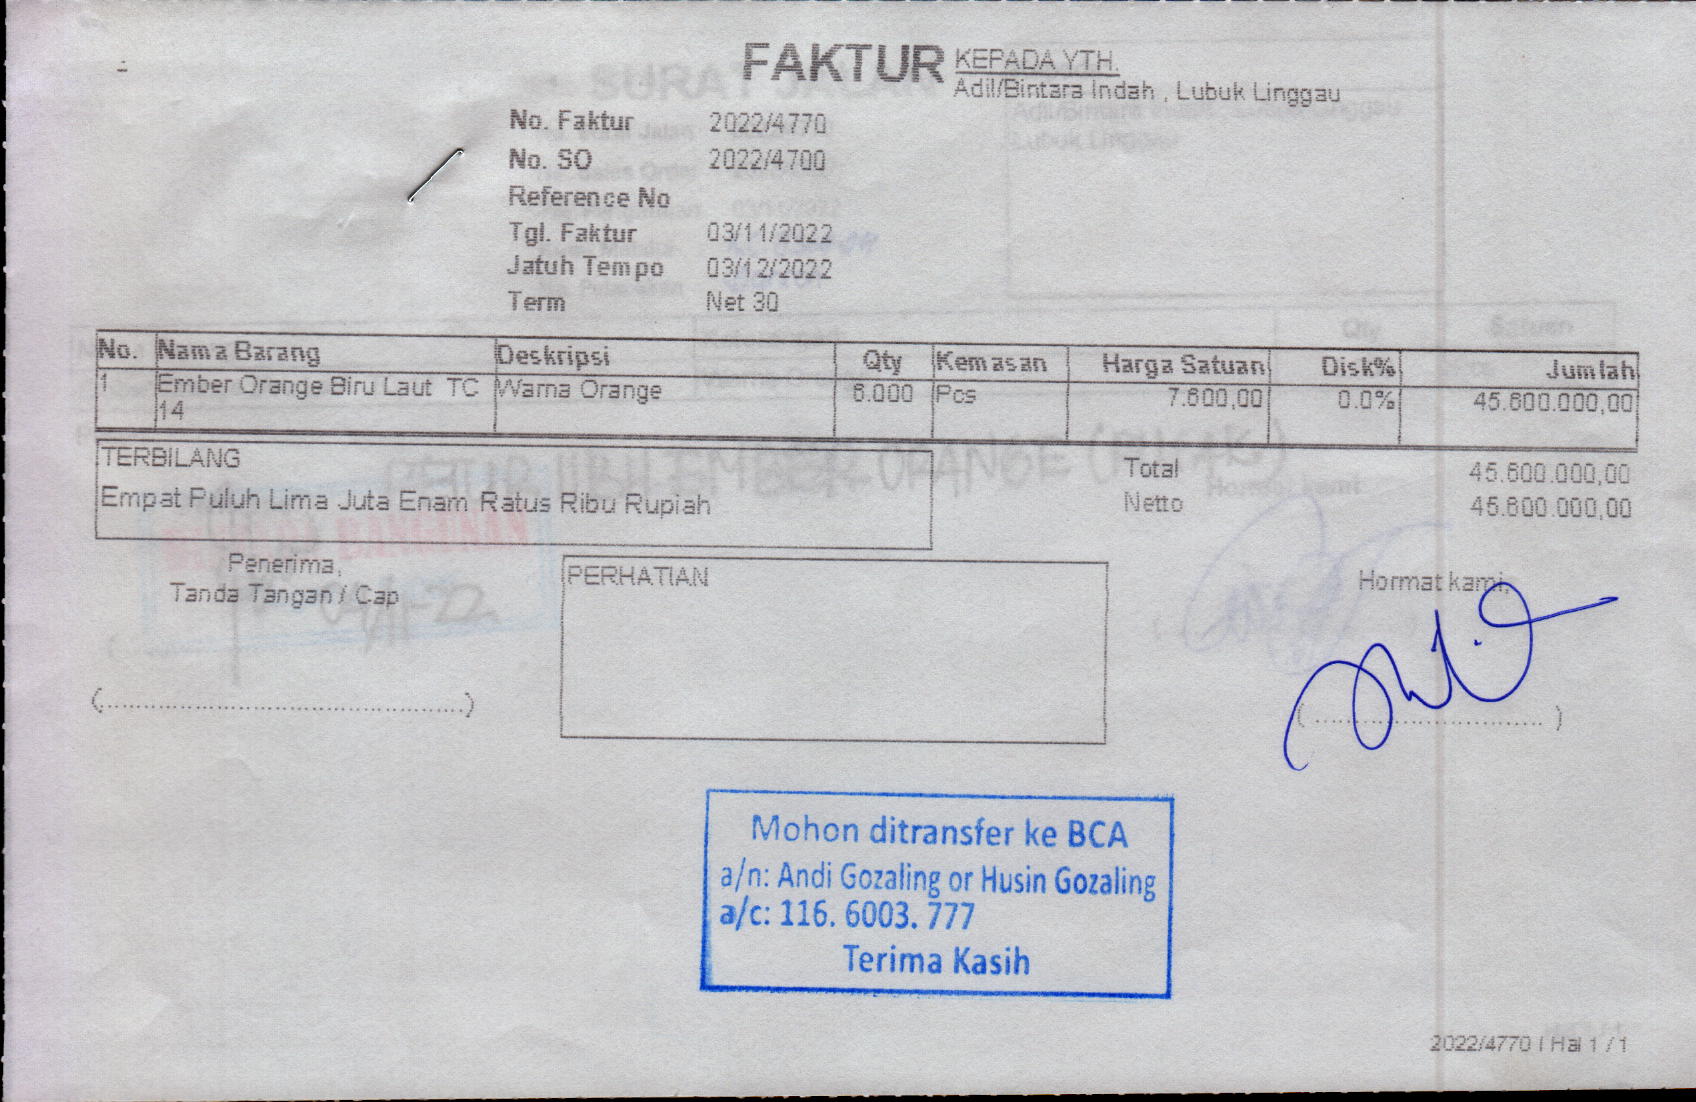 FAKTUR
KEPADA YTH.
Adil/Bintara Indah , Lubuk Linggau
No. Faktur 2022/4770
No. SO 2022/4700
Reference No
Tgl. Faktur 03/11/2022
Jatuh Tempo 03/12/2022
Term Net 30
No. Nama Barang Deskripsi Qty Kemasan Harga Satuan Disk% Jumlah
1 Ember Orange Biru Laut TC Warna Orange 6.000 Pcs 7.600,00 0.0% 45.600.000,00
14
TERBILANG
Empat Puluh Lima Juta Enam Ratus Ribu Rupiah
Total 45.600.000,00
Netto 45.600.000,00
Penerima,
Tanda Tangan / Cap
PERHATIAN
Hormat kami,
(................................................)
( ............................... )
Mohon ditransfer ke BCA
a/n: Andi Gozaling or Husin Gozaling
a/c: 116. 6003. 777
Terima Kasih
2022/4770 / Hal 1 / 1